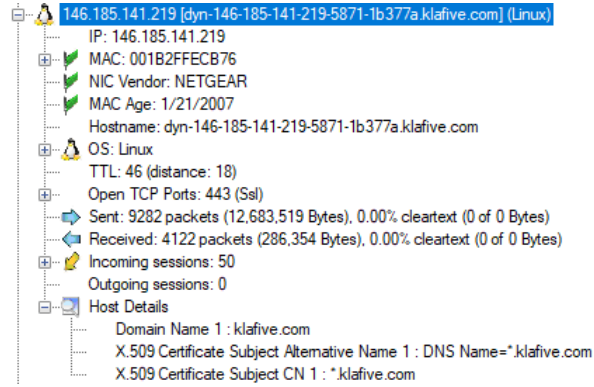 146.185.141.219 [dyn-146-185-141-219-5871-1b377a.klafive.com] (Linux)
IP: 146.185.141.219
MAC: 001B2FFECB76
NIC Vendor: NETGEAR
MAC Age: 1/21/2007
Hostname: dyn-146-185-141-219-5871-1b377a.klafive.com
OS: Linux
TTL: 46 (distance: 18)
Open TCP Ports: 443 (Ssl)
Sent: 9282 packets (12,683,519 Bytes), 0.00% cleartext (0 of 0 Bytes)
Received: 4122 packets (286,354 Bytes), 0.00% cleartext (0 of 0 Bytes)
Incoming sessions: 50
Outgoing sessions: 0
Host Details
Domain Name 1 : klafive.com
X.509 Certificate Subject Alternative Name 1 : DNS Name=*.klafive.com
X.509 Certificate Subject CN 1 : *.klafive.com